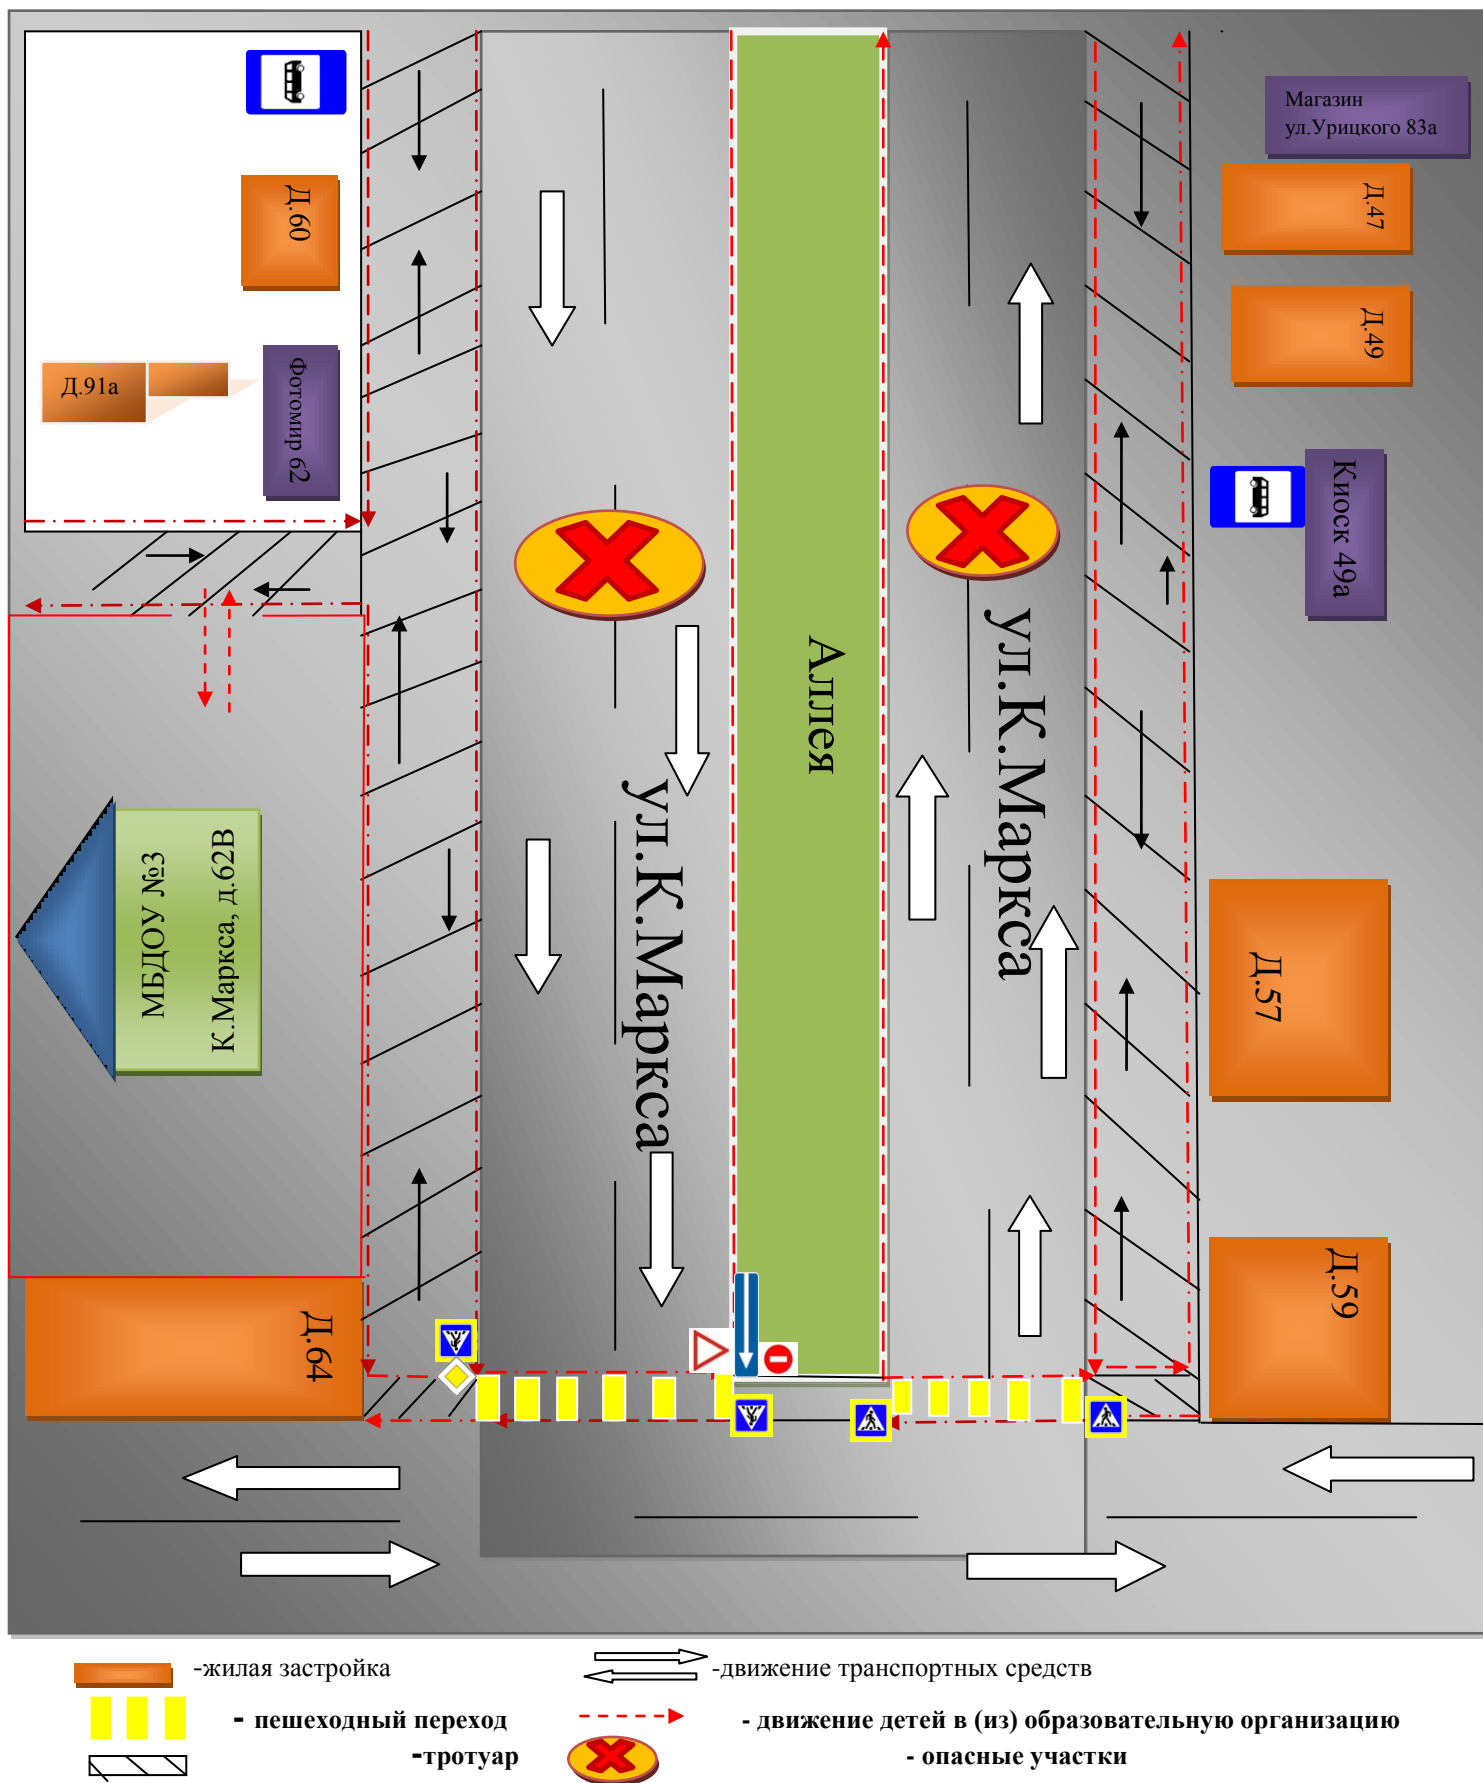 Магазин
ул.Урицкого 83а
Д.60
Д.47
Д.49
Д.91а
Фотомир 62
Киоск 49а
ул.К.Маркса
Аллея
ул.К.Маркса
МБДОУ №3
К.Маркса, д.62В
Д.57
Д.64
Д.59
-жилая застройка
-движение транспортных средств
- пешеходный переход
- движение детей в (из) образовательную организацию
-тротуар
- опасные участки